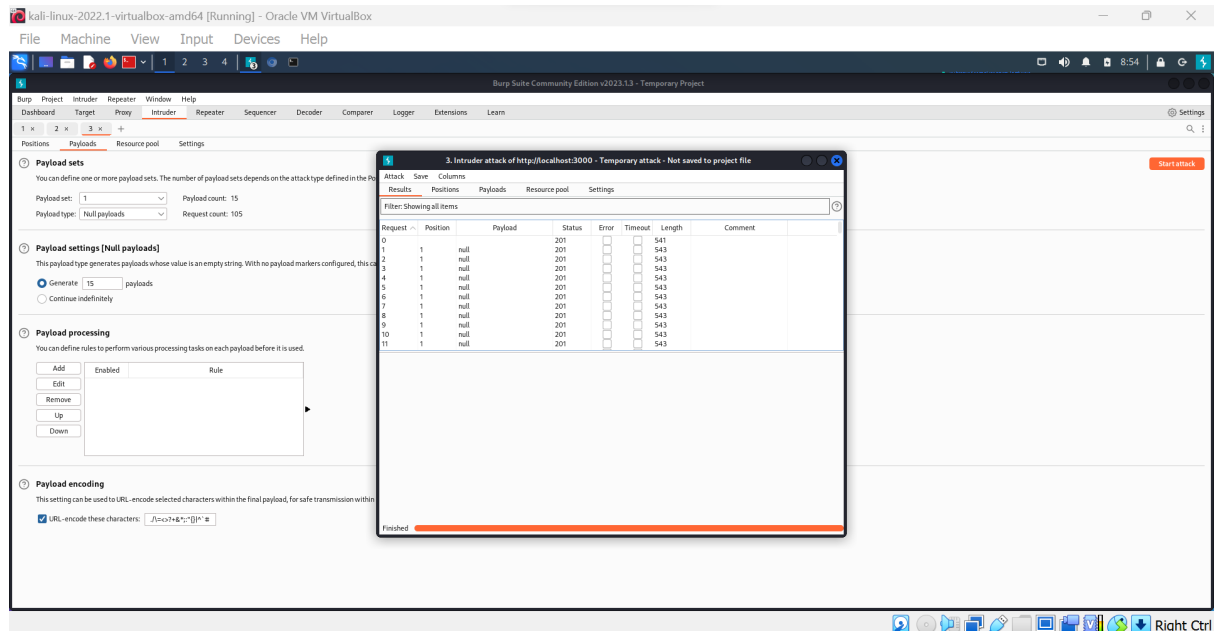 kali-linux-2022.1-virtualbox-amd64 [Running] - Oracle VM VirtualBox
File Machine View Input Devices Help
1 2 3 4 8:54
Burp Suite Community Edition v2023.1.3 - Temporary Project
Burp Project Intruder Repeater Window Help
Dashboard Target Proxy Intruder Repeater Sequencer Decoder Comparer Logger Extensions Learn Settings
1 × 2 × 3 × +
Positions Payloads Resource pool Settings
Payload sets
Start attack
You can define one or more payload sets. The number of payload sets depends on the attack type defined in the Po
Payload set: 1 Payload count: 15
Payload type: Null payloads Request count: 105
Payload settings [Null payloads]
This payload type generates payloads whose value is an empty string. With no payload markers configured, this ca
Generate 15 payloads
Continue indefinitely
Payload processing
You can define rules to perform various processing tasks on each payload before it is used.
Add Enabled Rule
Edit
Remove
Up
Down
Payload encoding
This setting can be used to URL-encode selected characters within the final payload, for safe transmission within
URL-encode these characters:
3. Intruder attack of http://localhost:3000 - Temporary attack - Not saved to project file
Attack Save Columns
Results Positions Payloads Resource pool Settings
Filter: Showing all items
Request Position Payload Status Error Timeout Length Comment
0 201 541
1 1 null 201 543
2 1 null 201 543
3 1 null 201 543
4 1 null 201 543
5 1 null 201 543
6 1 null 201 543
7 1 null 201 543
8 1 null 201 543
9 1 null 201 543
10 1 null 201 543
11 1 null 201 543
Finished
Right Ctrl